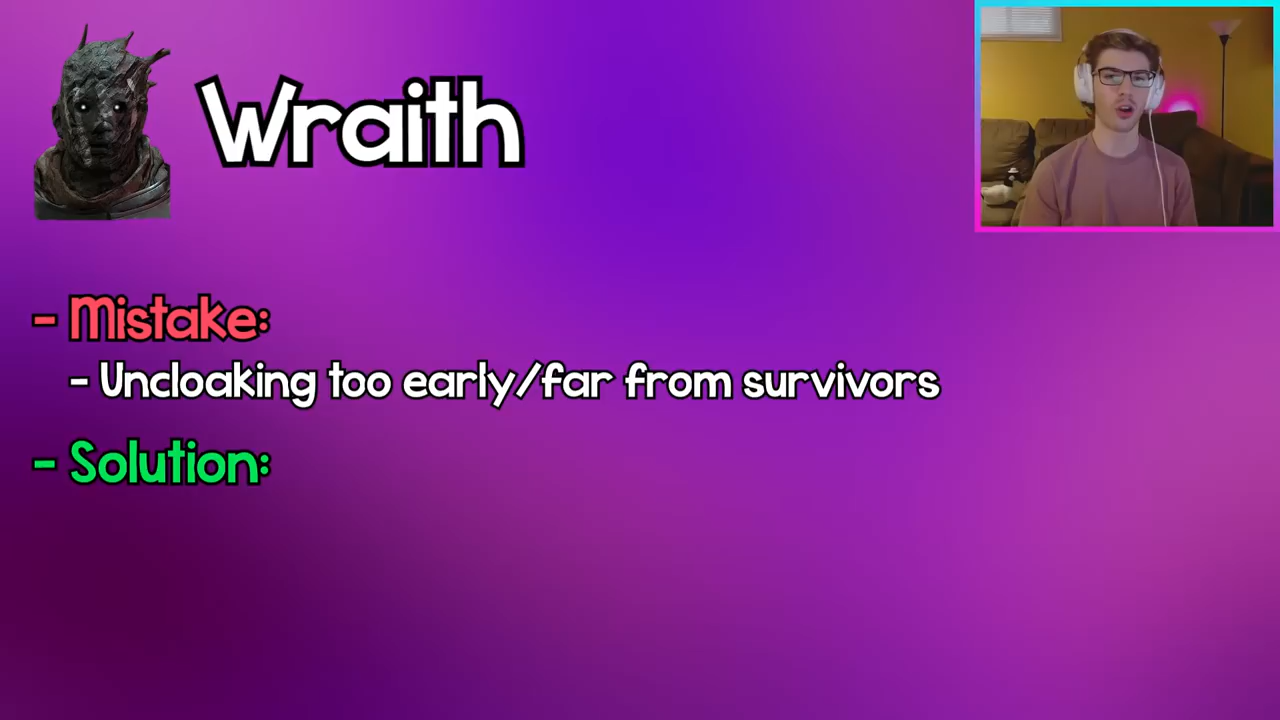 Wraith
- Mistake:
- Uncloaking too early/far from survivors
- Solution: